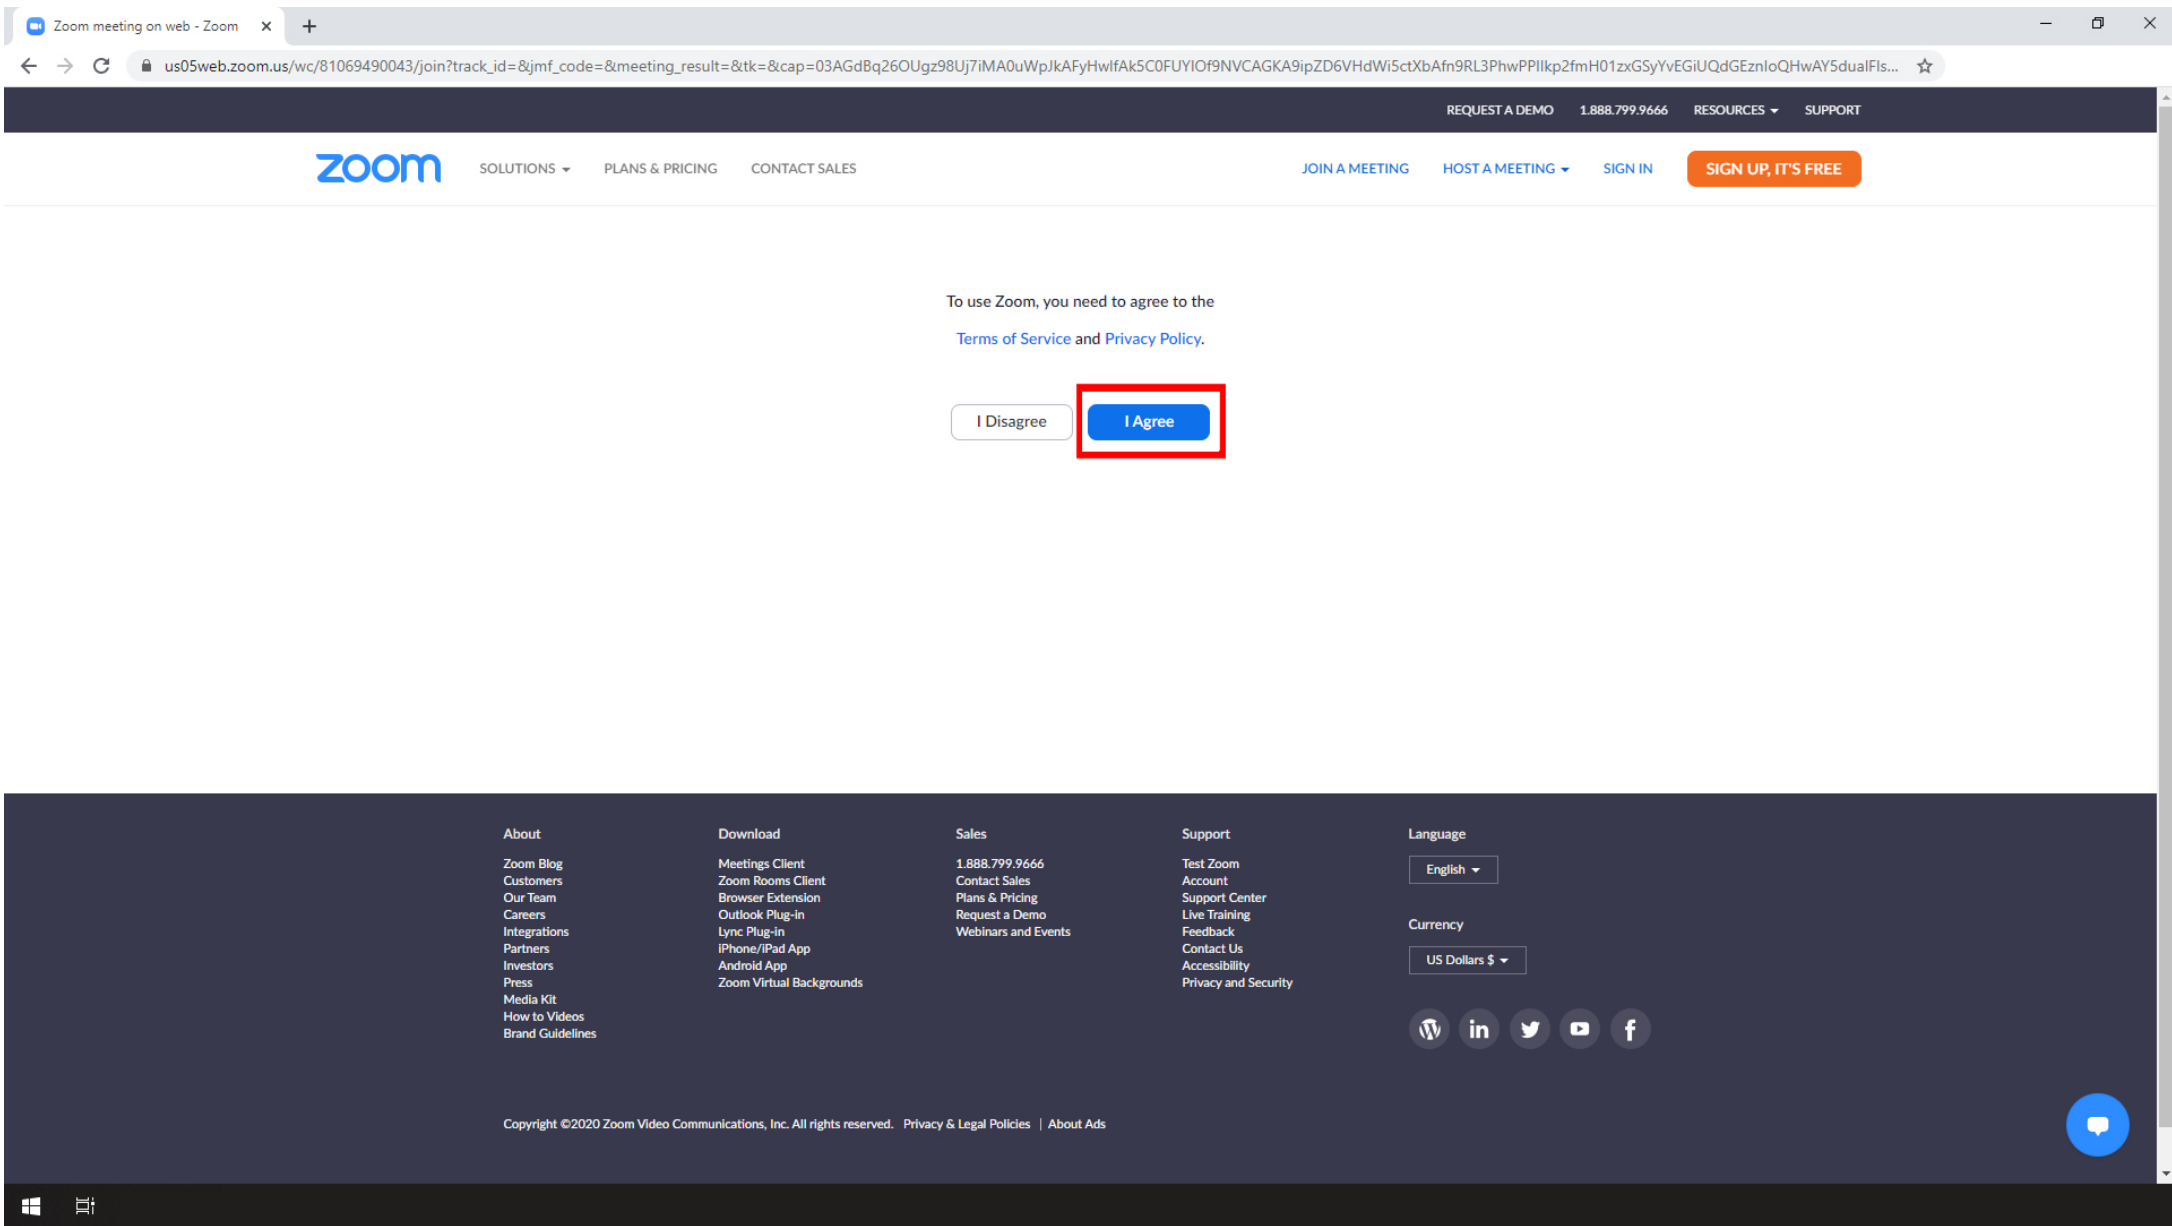 Zoom meeting on web - Zoom
us05web.zoom.us/wc/81069490043/join?track_id=&jmf_code=&meeting_result=&tk=&cap=
REQUEST A DEMO 1.888.799.9666 RESOURCES SUPPORT
zoom SOLUTIONS PLANS & PRICING CONTACT SALES JOIN A MEETING HOST A MEETING SIGN IN SIGN UP, IT'S FREE
To use Zoom, you need to agree to the
Terms of Service and Privacy Policy.
I Disagree I Agree
About
Zoom Blog
Customers
Our Team
Careers
Integrations
Partners
Investors
Press
Media Kit
How to Videos
Brand Guidelines
Download
Meetings Client
Zoom Rooms Client
Browser Extension
Outlook Plug-in
Lync Plug-in
iPhone/iPad App
Android App
Zoom Virtual Backgrounds
Sales
1.888.799.9666
Contact Sales
Plans & Pricing
Request a Demo
Webinars and Events
Support
Test Zoom
Account
Support Center
Live Training
Feedback
Contact Us
Accessibility
Privacy and Security
Language
English
Currency
US Dollars $
Copyright ©2020 Zoom Video Communications, Inc. All rights reserved. Privacy & Legal Policies | About Ads